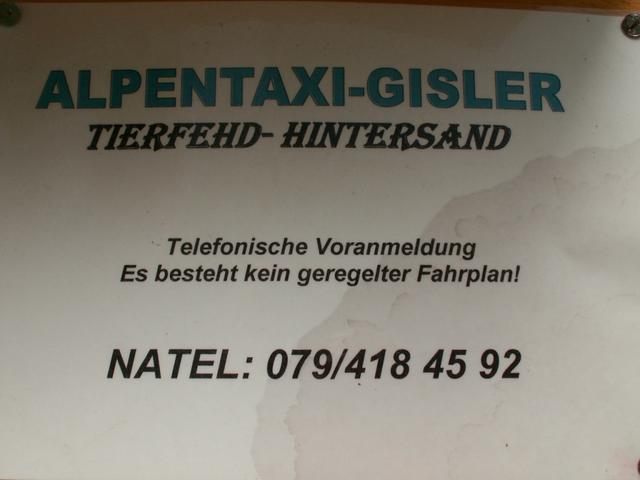 ALPENTAXI-GISLER
TIERFEHD- HINTERSAND
Telefonische Voranmeldung
Es besteht kein geregelter Fahrplan!
NATEL: 079/418 45 92